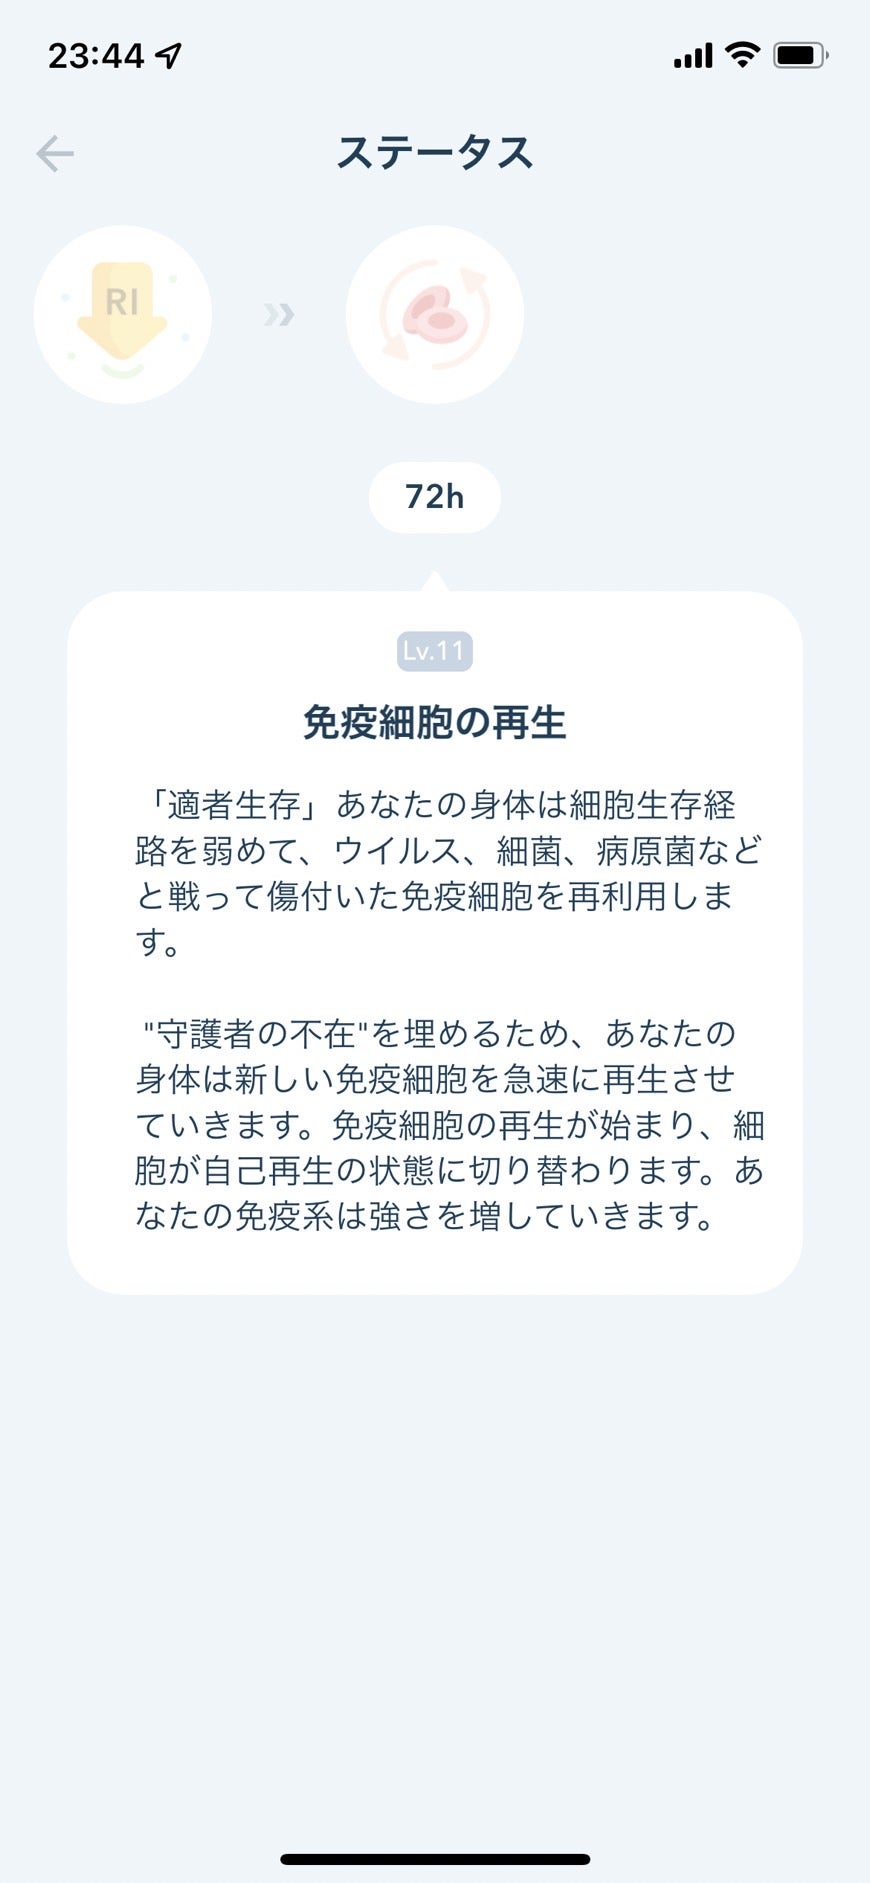 23:44
ステータス
RI
72h
Lv.11
免疫細胞の再生
「適者生存」あなたの身体は細胞生存経
路を弱めて、ウイルス、細菌、病原菌など
と戦って傷付いた免疫細胞を再利用しま
す。
"守護者の不在"を埋めるため、あなたの
身体は新しい免疫細胞を急速に再生させ
ていきます。免疫細胞の再生が始まり、細
胞が自己再生の状態に切り替わります。あ
なたの免疫系は強さを増していきます。